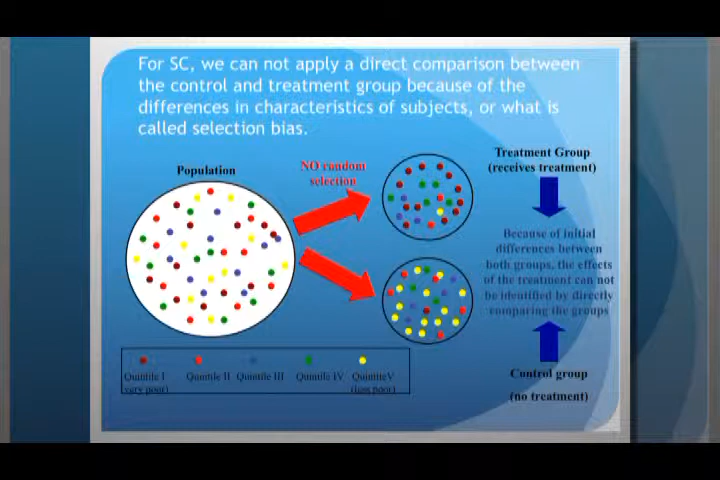 For SC, we can not apply a direct comparison between
the control and treatment group because of the
differences in characteristics of subjects, or what is
called selection bias.
Population
NO random
selection
Treatment Group
(receives treatment)
Because of initial
differences between
both groups, the effects
of the treatment can not
be identified by directly
comparing the groups
Control group
(no treatment)
Quintile I
(very poor)
Quintile II
Quintile III
Quintile IV
QuintileV
(less poor)